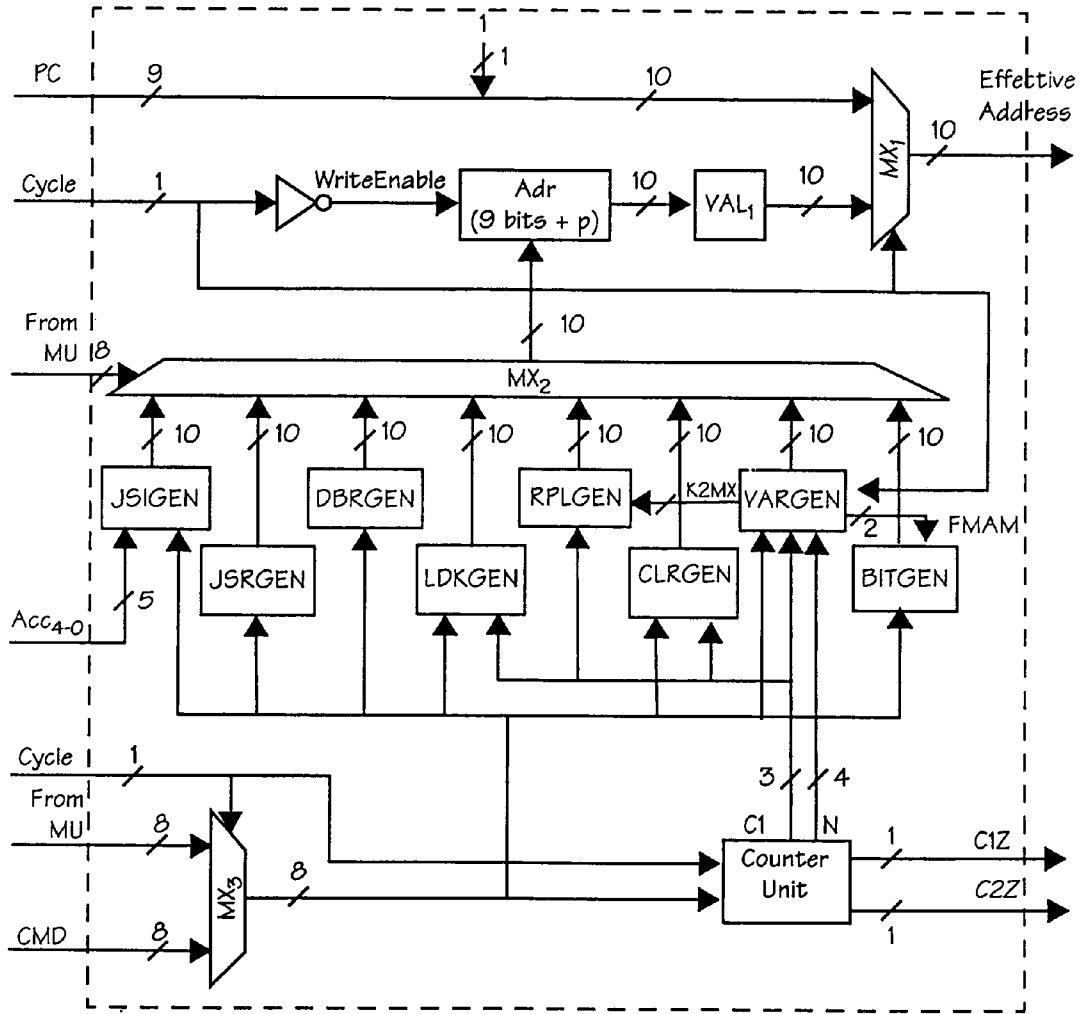 1
1
PC
9
10
Effective
Address
10
MX1
Cycle
1
WriteEnable
Adr
(9 bits + p)
10
VAL1
10
From
MU
8
10
MX2
10
10
10
10
10
10
10
10
JSIGEN
DBRGEN
RPLGEN
K2MX
VARGEN
2
FMAM
JSRGEN
LDKGEN
CLRGEN
BITGEN
5
Acc4-0
Cycle
1
3
4
From
MU
8
C1
N
Counter
Unit
1
C1Z
MX3
8
C2Z
1
CMD
8